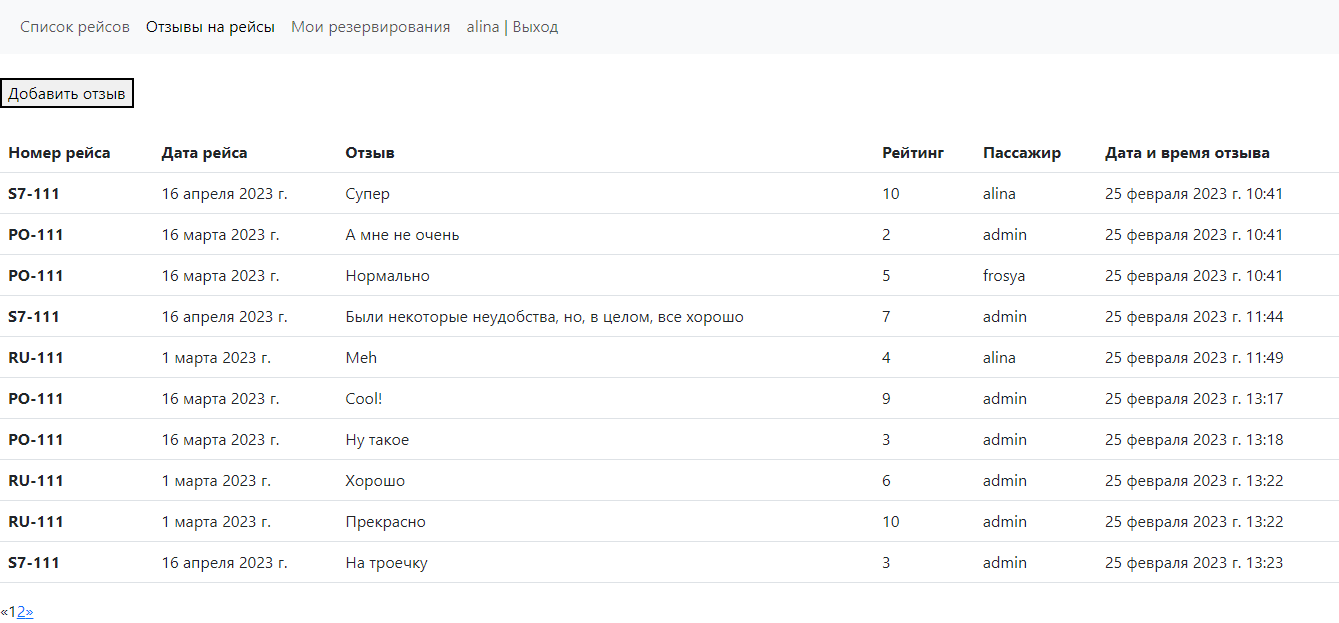 Список рейсов Отзывы на рейсы Мои резервирования alina | Выход
Добавить отзыв
Номер рейса Дата рейса Отзыв Рейтинг Пассажир Дата и время отзыва
S7-111 16 апреля 2023 г. Супер 10 alina 25 февраля 2023 г. 10:41
PO-111 16 марта 2023 г. А мне не очень 2 admin 25 февраля 2023 г. 10:41
PO-111 16 марта 2023 г. Нормально 5 frosya 25 февраля 2023 г. 10:41
S7-111 16 апреля 2023 г. Были некоторые неудобства, но, в целом, все хорошо 7 admin 25 февраля 2023 г. 11:44
RU-111 1 марта 2023 г. Meh 4 alina 25 февраля 2023 г. 11:49
PO-111 16 марта 2023 г. Cool! 9 admin 25 февраля 2023 г. 13:17
PO-111 16 марта 2023 г. Ну такое 3 admin 25 февраля 2023 г. 13:18
RU-111 1 марта 2023 г. Хорошо 6 admin 25 февраля 2023 г. 13:22
RU-111 1 марта 2023 г. Прекрасно 10 admin 25 февраля 2023 г. 13:22
S7-111 16 апреля 2023 г. На троечку 3 admin 25 февраля 2023 г. 13:23
«12»